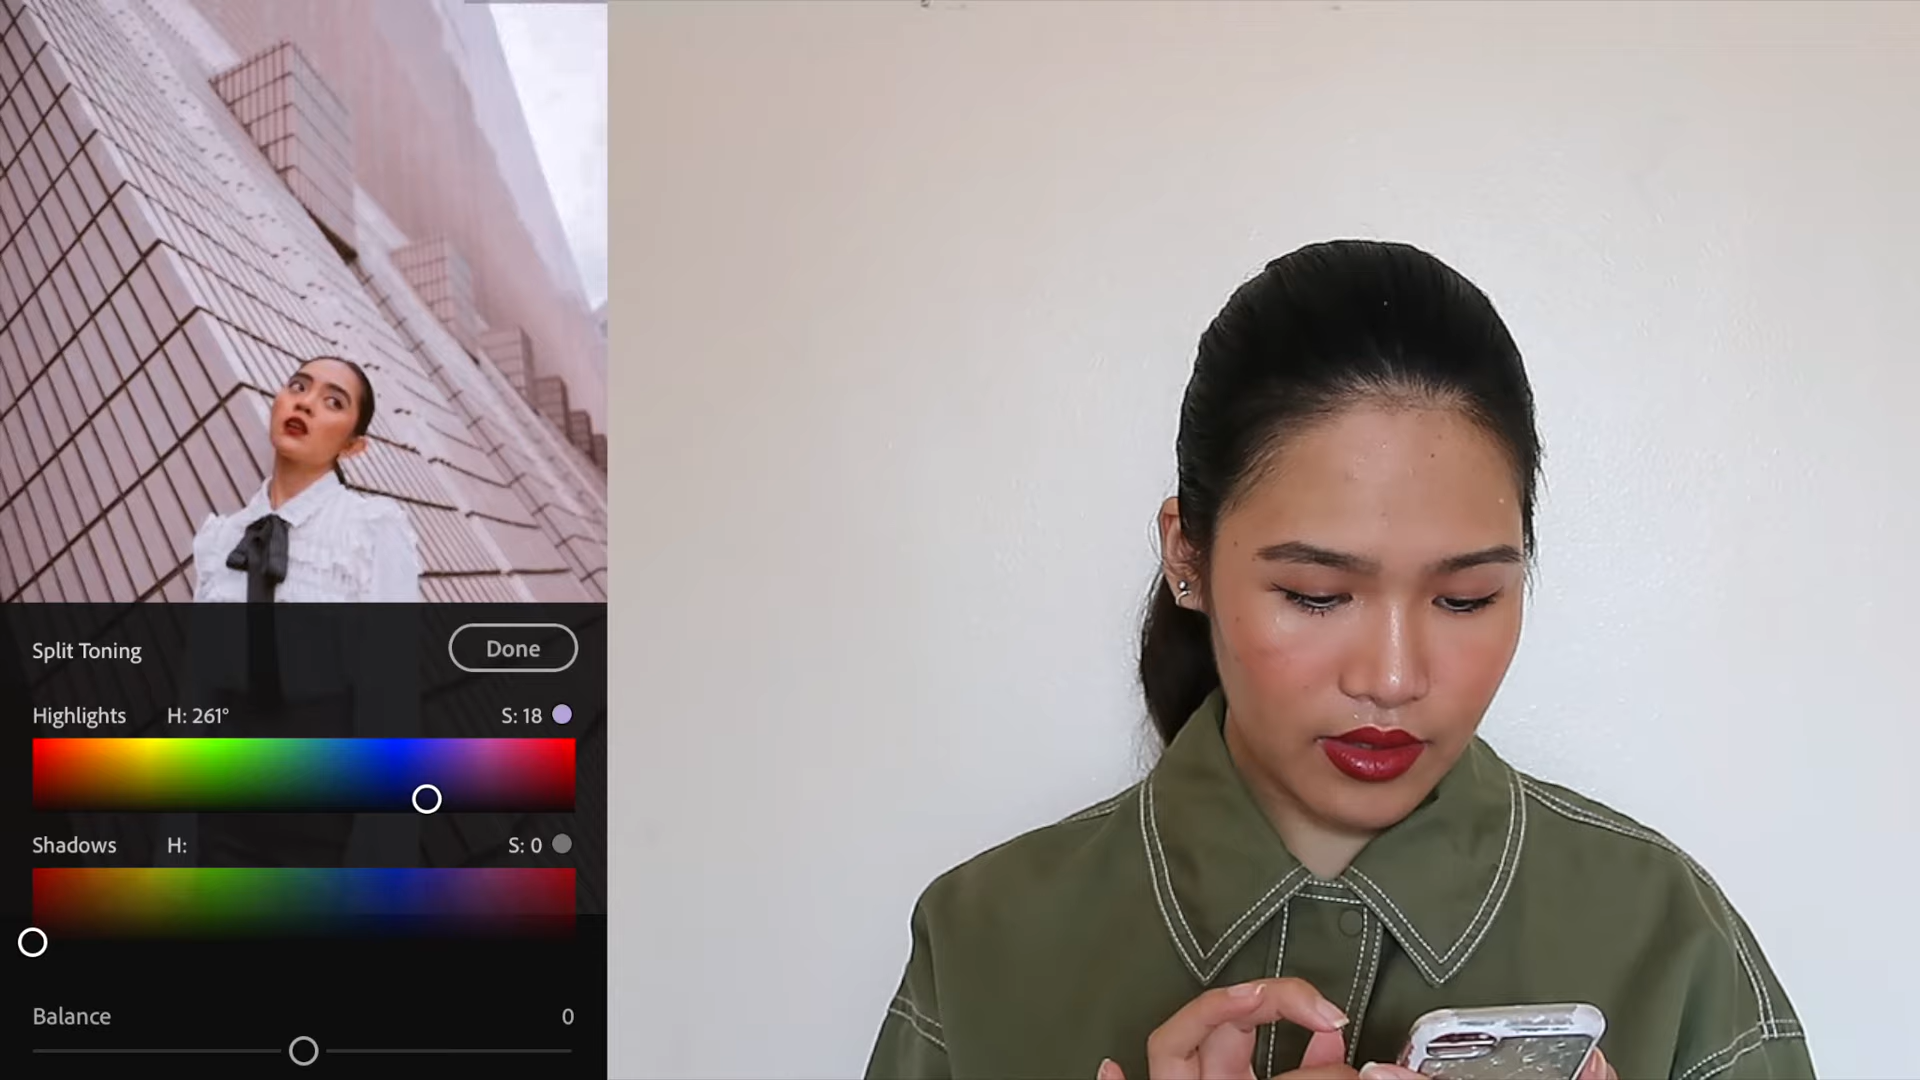 Split Toning
Done
Highlights H: 261° S: 18
Shadows H: S: 0
Balance 0